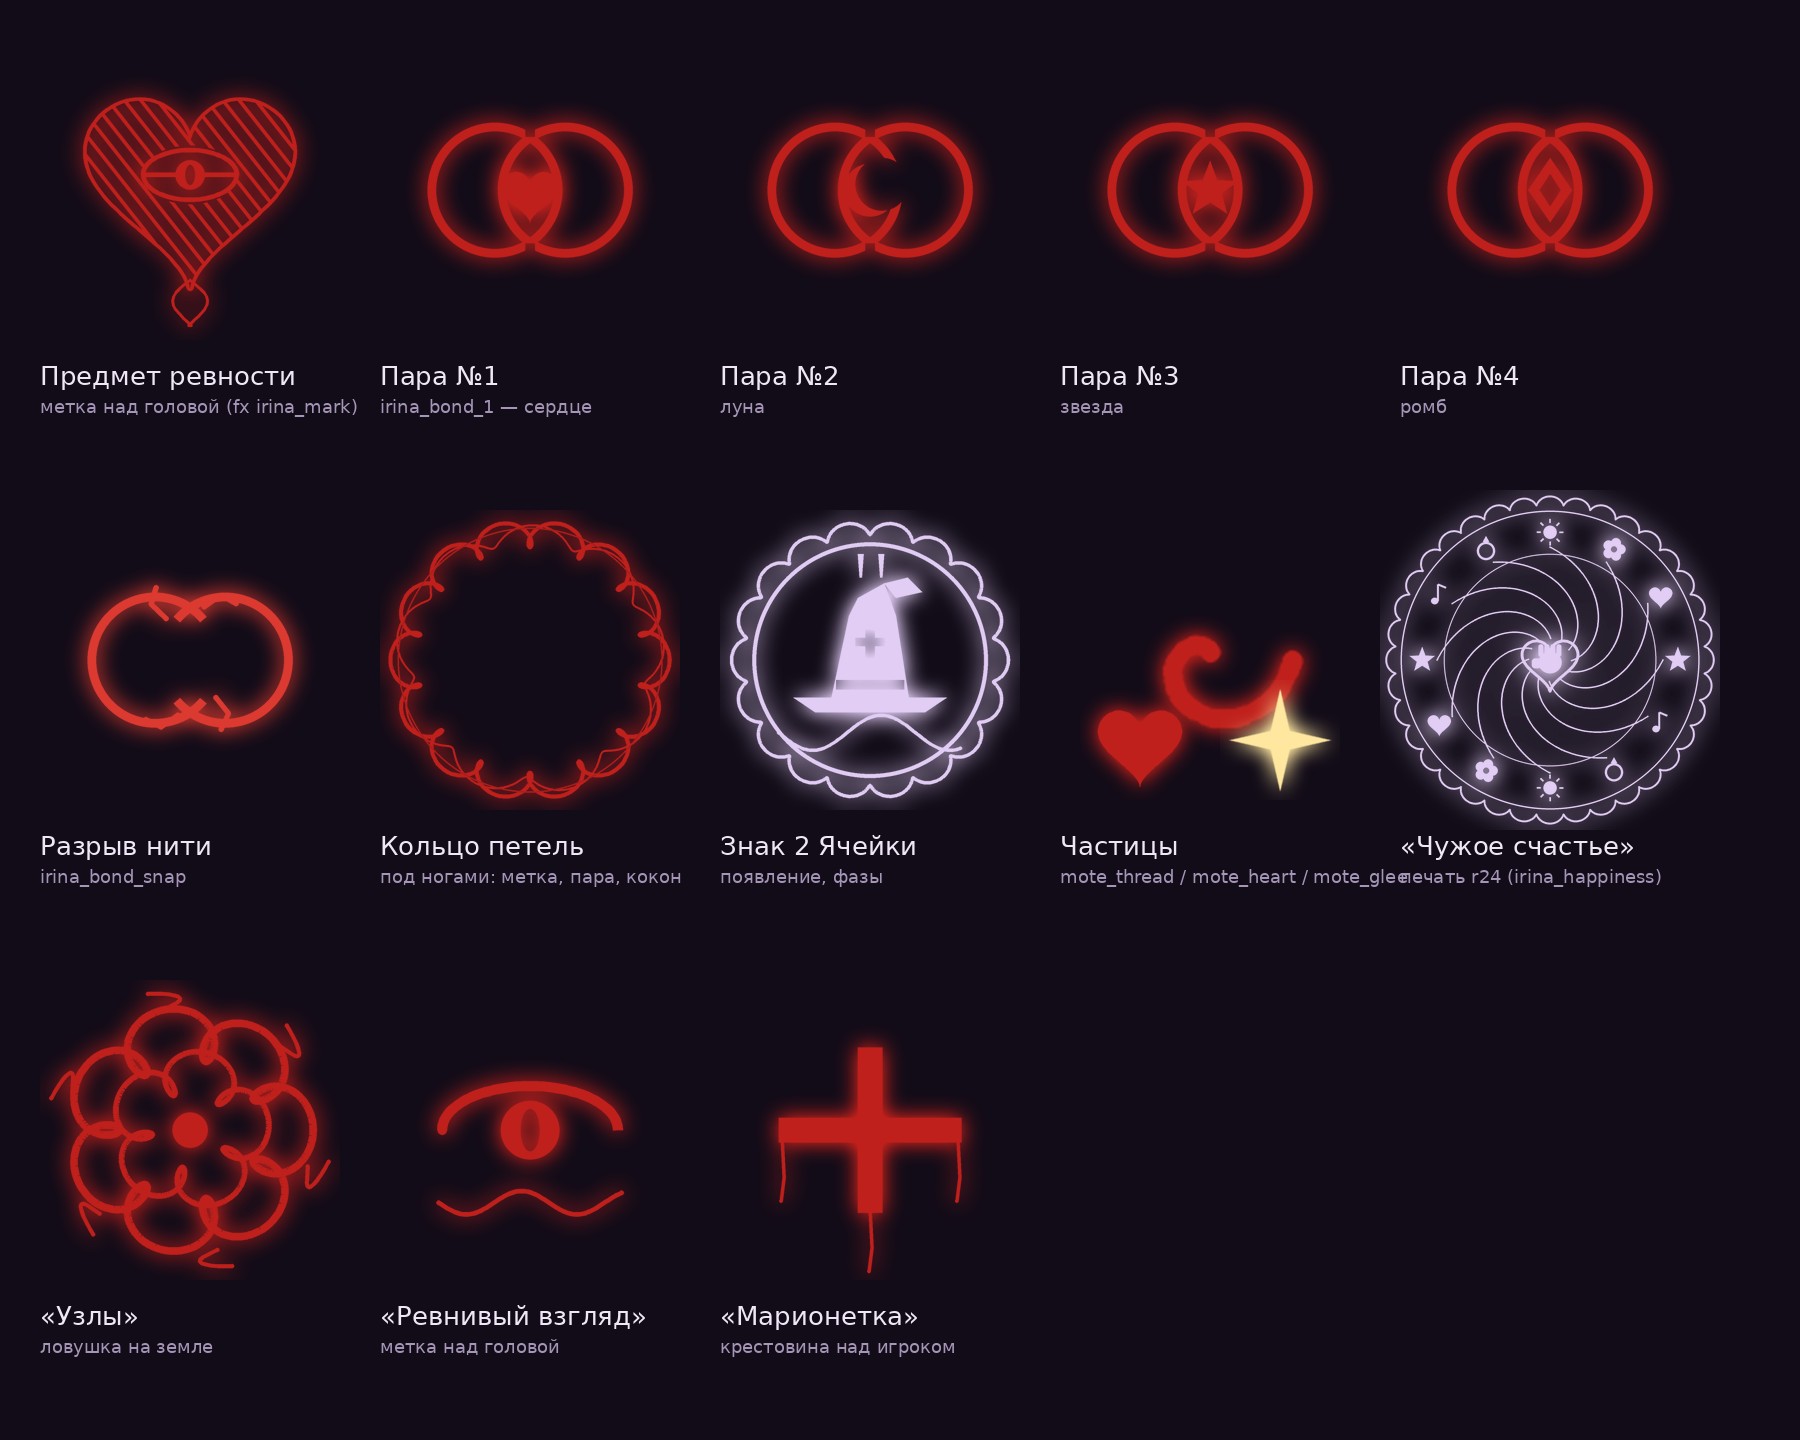 Предмет ревности
метка над головой (fx irina_mark)
Пара №1
irina_bond_1 — сердце
Пара №2
луна
Пара №3
звезда
Пара №4
ромб
Разрыв нити
irina_bond_snap
Кольцо петель
под ногами: метка, пара, кокон
Знак 2 Ячейки
появление, фазы
Частицы
mote_thread / mote_heart / mote_glee
«Чужое счастье»
печать r24 (irina_happiness)
«Узлы»
ловушка на земле
«Ревнивый взгляд»
метка над головой
«Марионетка»
крестовина над игроком